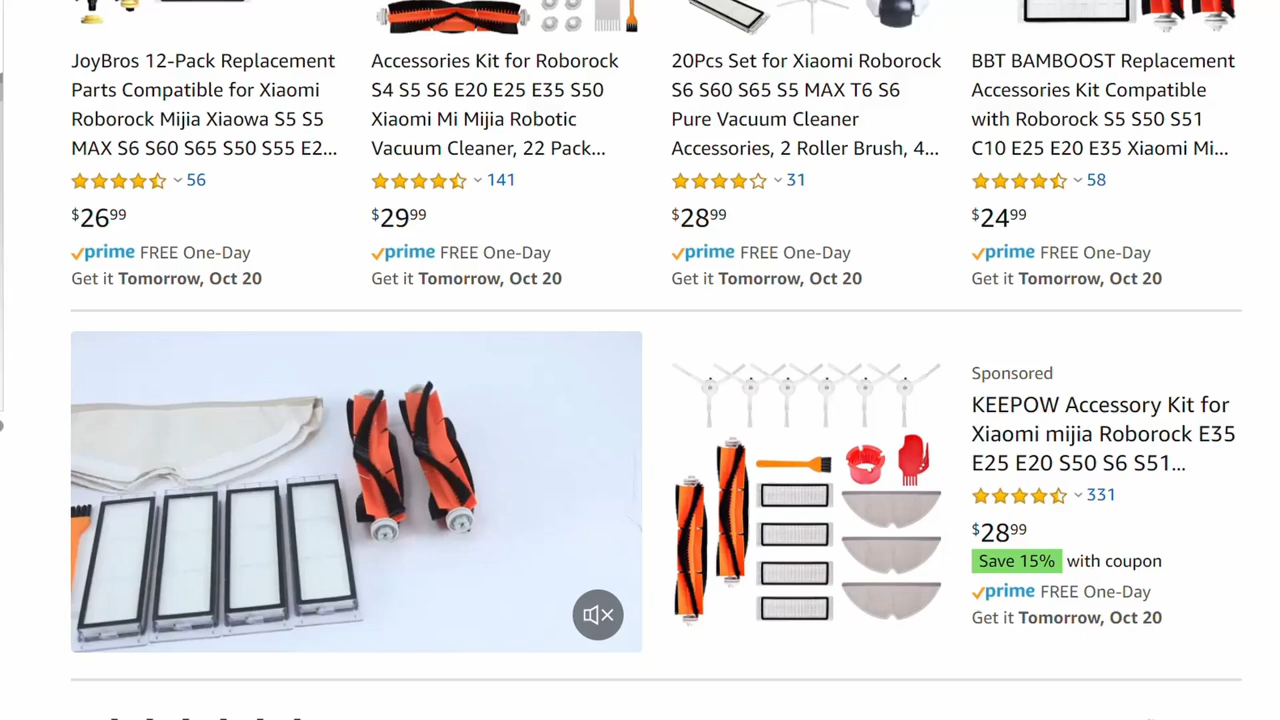 JoyBros 12-Pack Replacement
Parts Compatible for Xiaomi
Roborock Mijia Xiaowa S5 S5
MAX S6 S60 S65 S50 S55 E2...
56
$26.99
prime FREE One-Day
Get it Tomorrow, Oct 20
Accessories Kit for Roborock
S4 S5 S6 E20 E25 E35 S50
Xiaomi Mi Mijia Robotic
Vacuum Cleaner, 22 Pack...
141
$29.99
prime FREE One-Day
Get it Tomorrow, Oct 20
20Pcs Set for Xiaomi Roborock
S6 S60 S65 S5 MAX T6 S6
Pure Vacuum Cleaner
Accessories, 2 Roller Brush, 4...
31
$28.99
prime FREE One-Day
Get it Tomorrow, Oct 20
BBT BAMBOOST Replacement
Accessories Kit Compatible
with Roborock S5 S50 S51
C10 E25 E20 E35 Xiaomi Mi...
58
$24.99
prime FREE One-Day
Get it Tomorrow, Oct 20
Sponsored
KEEPOW Accessory Kit for
Xiaomi mijia Roborock E35
E25 E20 S50 S6 S51...
331
$28.99
Save 15% with coupon
prime FREE One-Day
Get it Tomorrow, Oct 20